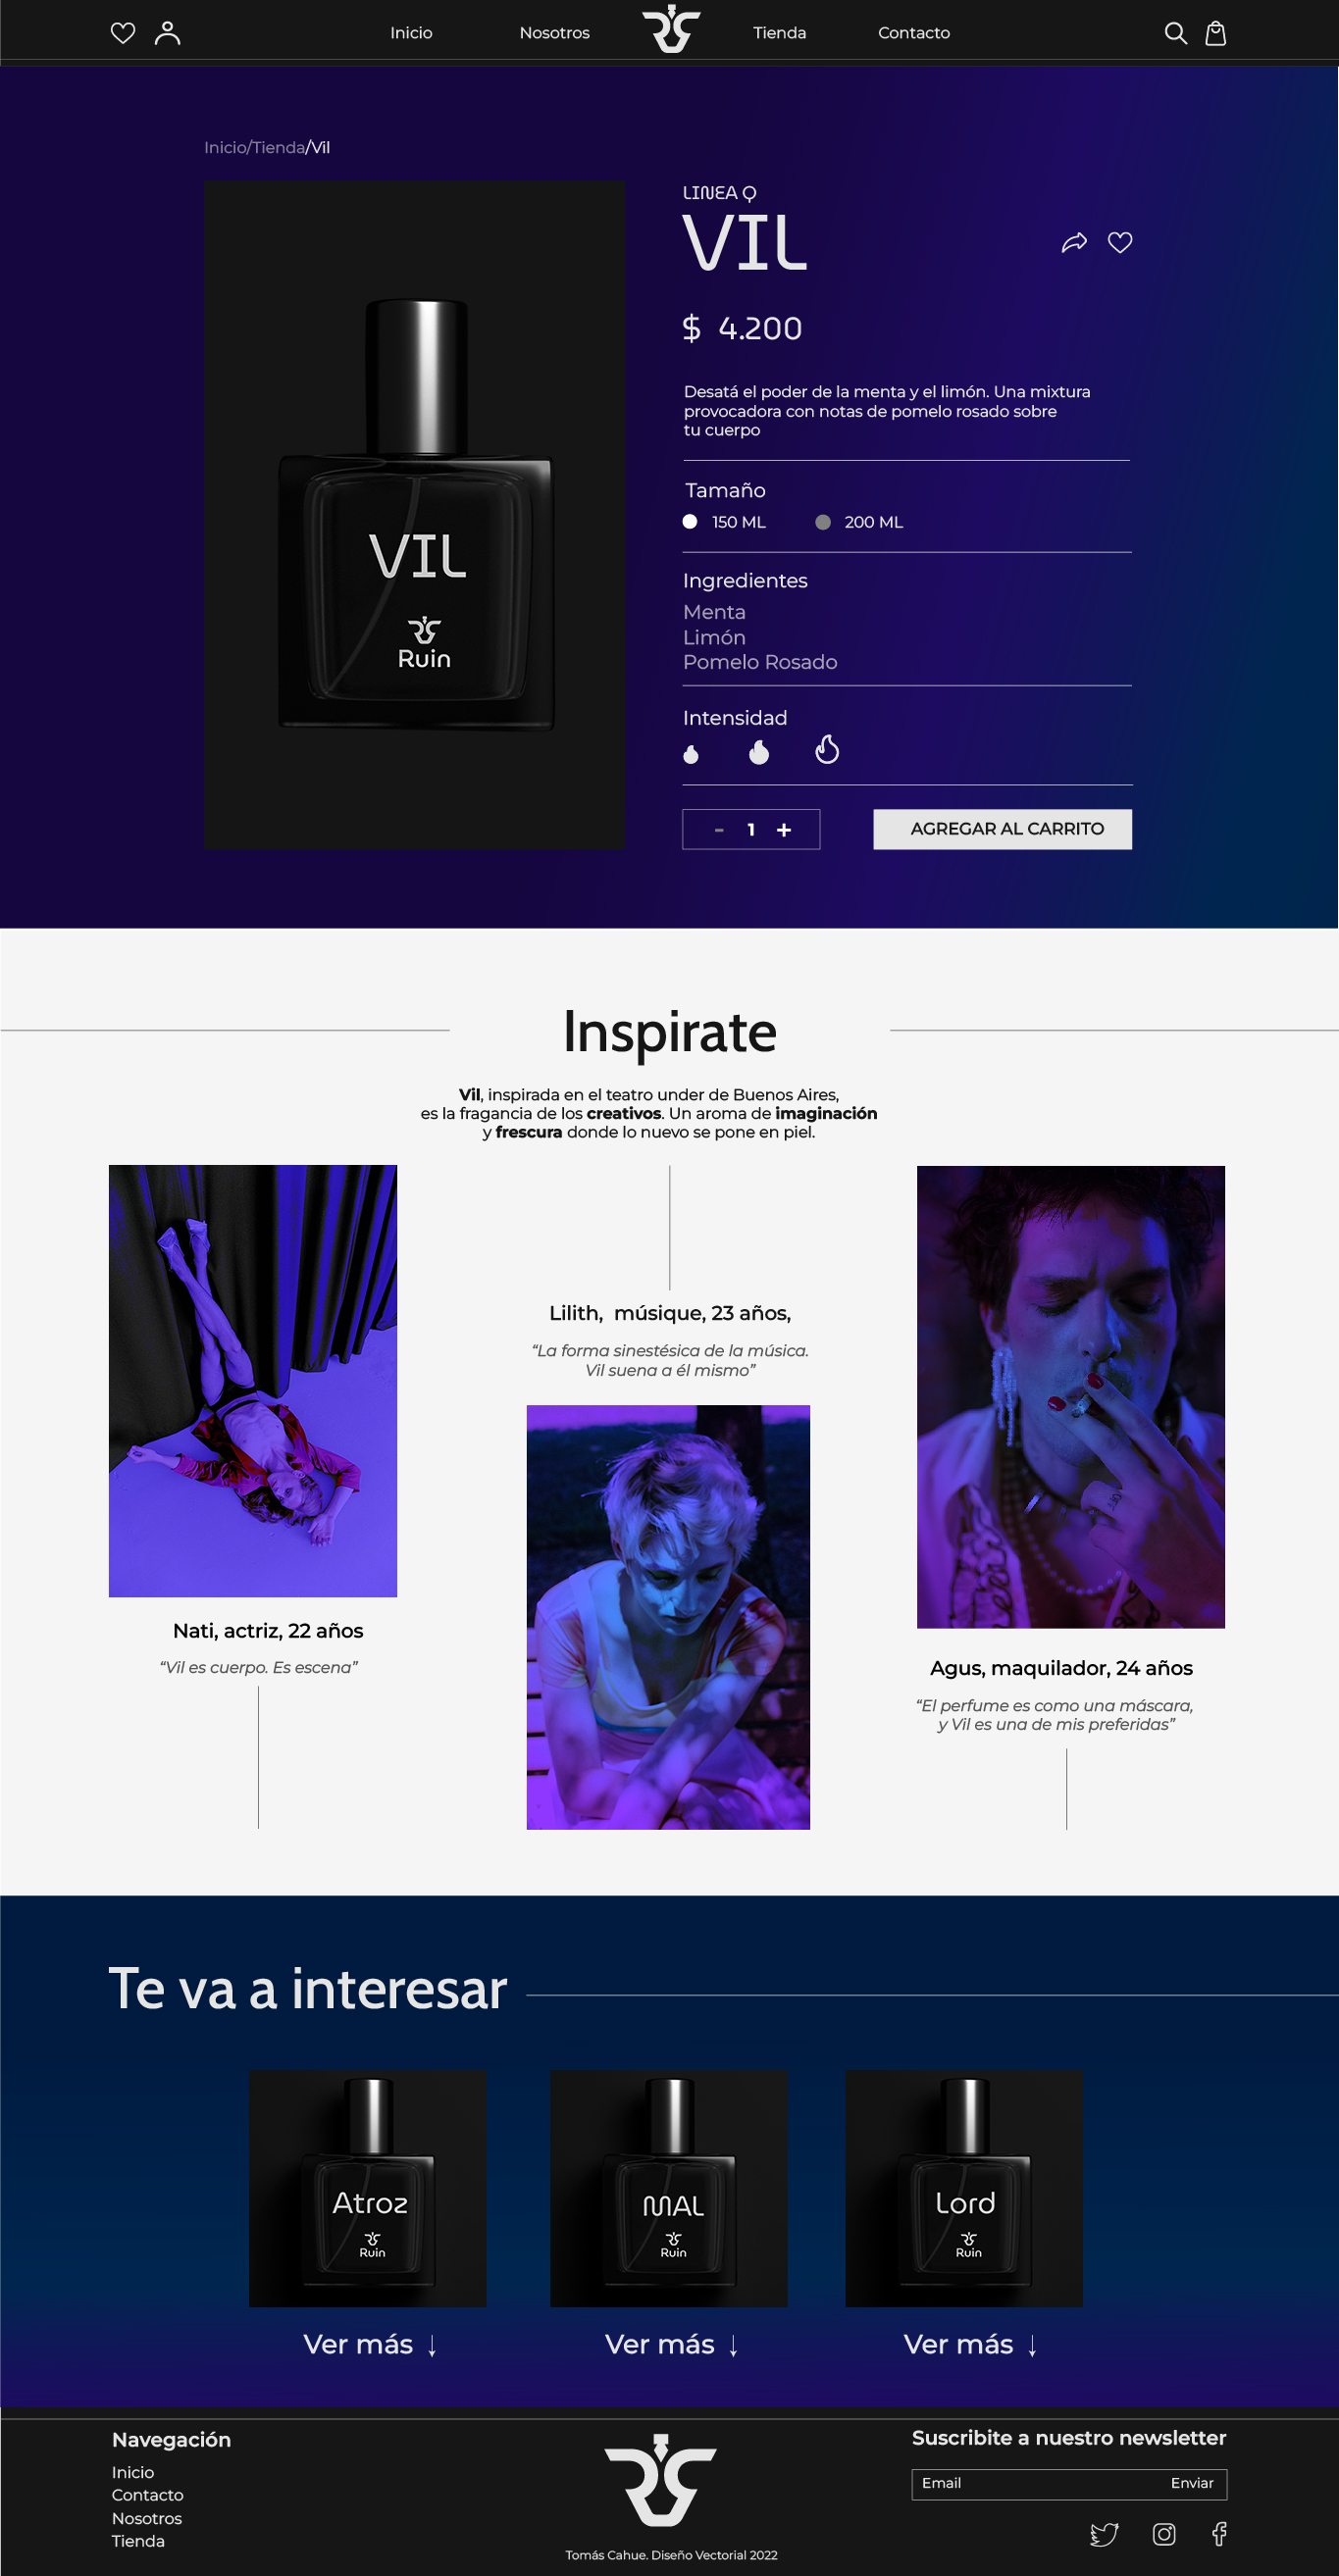 Inicio
Nosotros
Tienda
Contacto
Inicio/Tienda/Vil
VIL
Ruin
LINEA Q
VIL
$ 4.200
Desatá el poder de la menta y el limón. Una mixtura
provocadora con notas de pomelo rosado sobre
tu cuerpo
Tamaño
150 ML
200 ML
Ingredientes
Menta
Limón
Pomelo Rosado
Intensidad
- 1 +
AGREGAR AL CARRITO
Inspirate
Vil, inspirada en el teatro under de Buenos Aires,
es la fragancia de los creativos. Un aroma de imaginación
y frescura donde lo nuevo se pone en piel.
Nati, actriz, 22 años
“Vil es cuerpo. Es escena”
Lilith, músique, 23 años,
“La forma sinestésica de la música.
Vil suena a él mismo”
Agus, maquilador, 24 años
“El perfume es como una máscara,
y Vil es una de mis preferidas”
Te va a interesar
Atroz
Ruin
MAL
Ruin
Lord
Ruin
Ver más ↓
Ver más ↓
Ver más ↓
Navegación
Inicio
Contacto
Nosotros
Tienda
Tomás Cahue. Diseño Vectorial 2022
Suscribite a nuestro newsletter
Email
Enviar